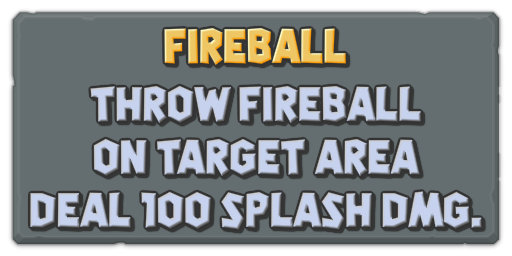 FIREBALL
THROW FIREBALL
ON TARGET AREA
DEAL 100 SPLASH DMG.